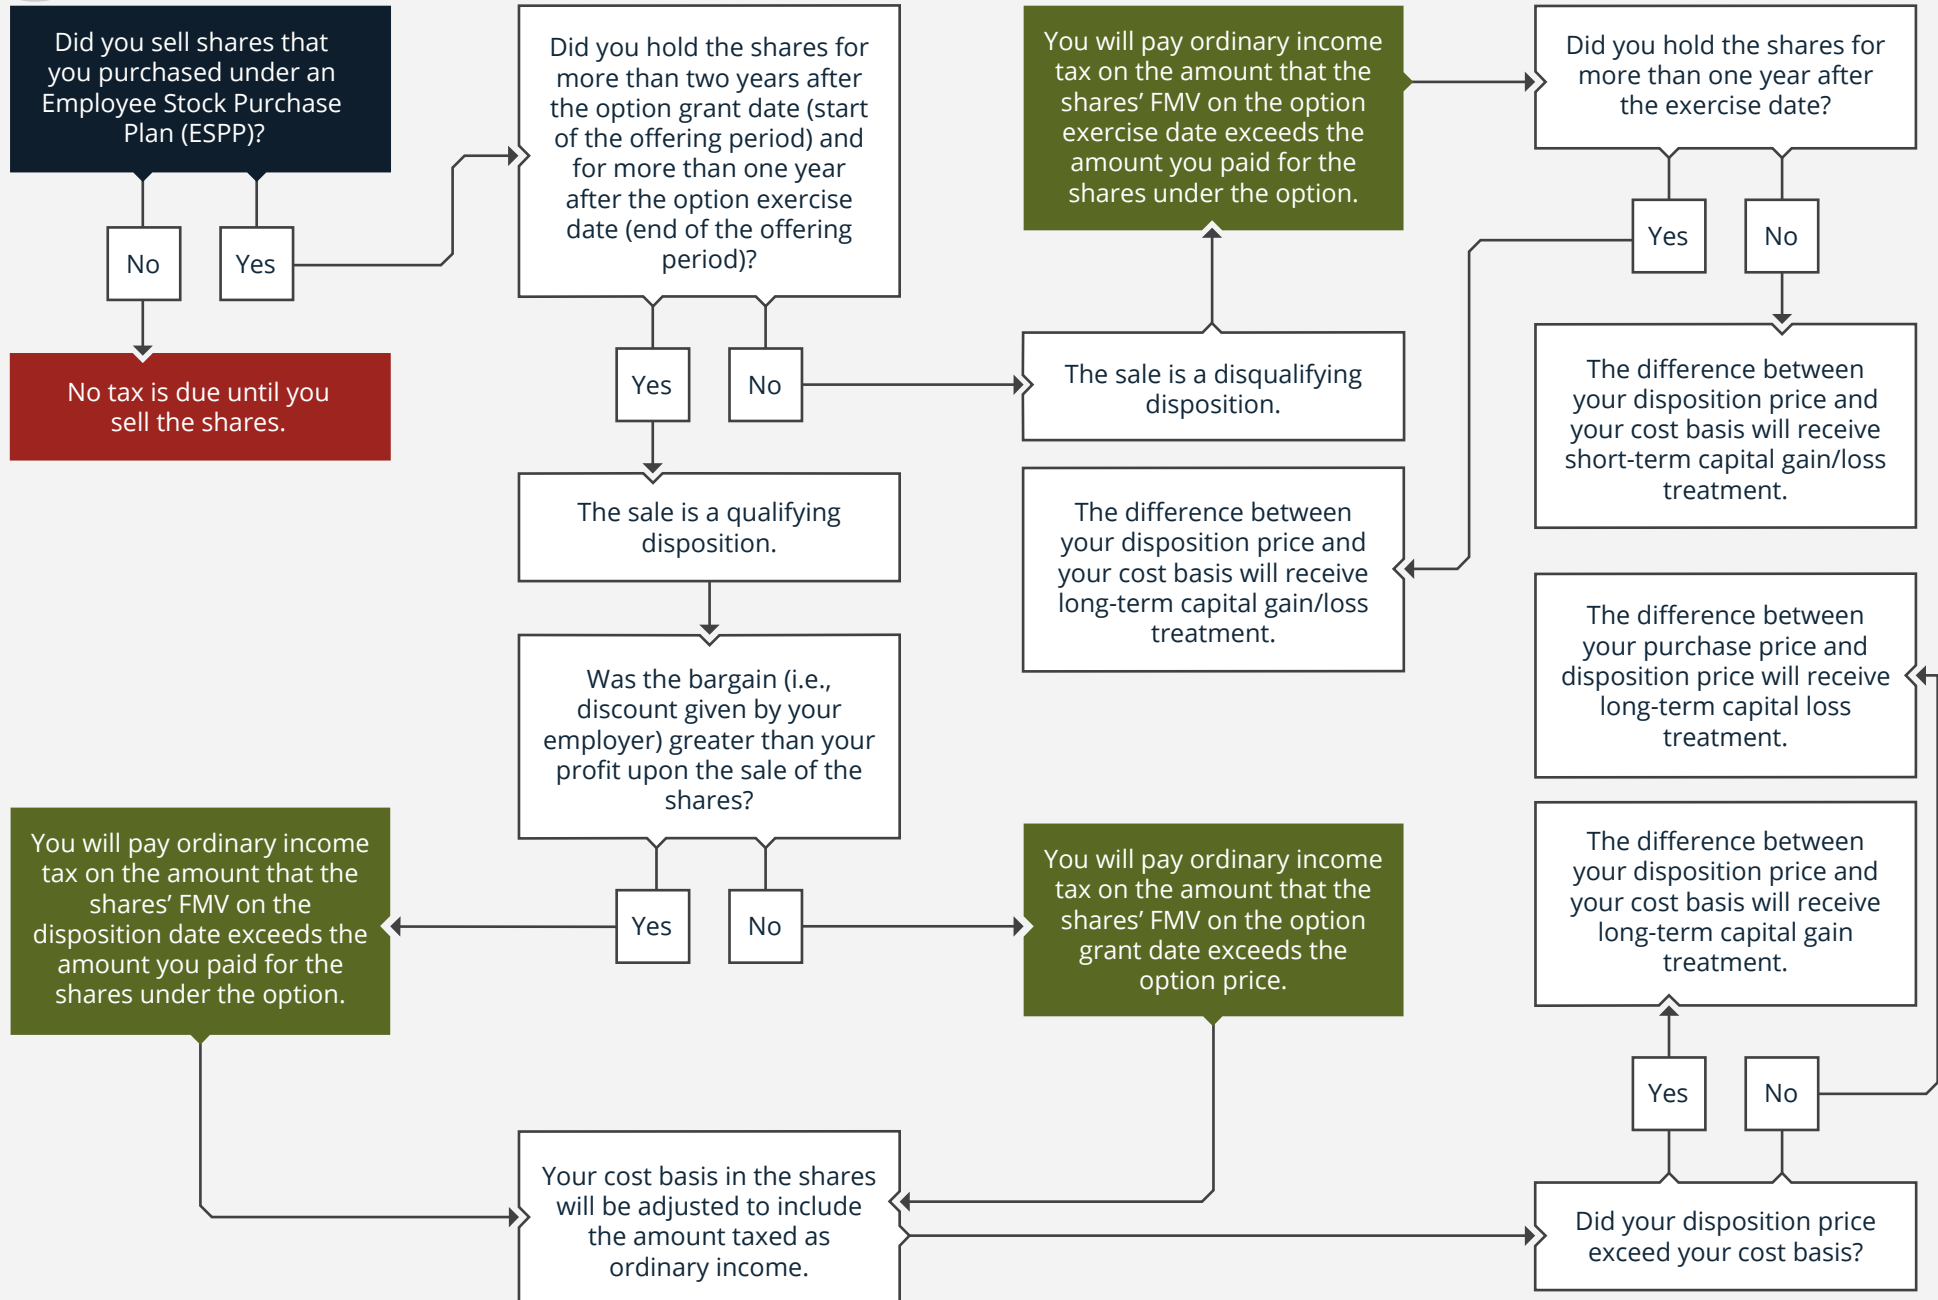 Did you sell shares that
you purchased under an
Employee Stock Purchase
Plan (ESPP)?
No
Yes
No tax is due until you
sell the shares.
Did you hold the shares for
more than two years after
the option grant date (start
of the offering period) and
for more than one year
after the option exercise
date (end of the offering
period)?
Yes
No
The sale is a disqualifying
disposition.
You will pay ordinary income
tax on the amount that the
shares’ FMV on the option
exercise date exceeds the
amount you paid for the
shares under the option.
Did you hold the shares for
more than one year after
the exercise date?
Yes
No
The difference between
your disposition price and
your cost basis will receive
short-term capital gain/loss
treatment.
The difference between
your disposition price and
your cost basis will receive
long-term capital gain/loss
treatment.
The sale is a qualifying
disposition.
Was the bargain (i.e.,
discount given by your
employer) greater than your
profit upon the sale of the
shares?
Yes
No
You will pay ordinary income
tax on the amount that the
shares’ FMV on the
disposition date exceeds the
amount you paid for the
shares under the option.
You will pay ordinary income
tax on the amount that the
shares’ FMV on the option
grant date exceeds the
option price.
Your cost basis in the shares
will be adjusted to include
the amount taxed as
ordinary income.
Did your disposition price
exceed your cost basis?
Yes
No
The difference between
your disposition price and
your cost basis will receive
long-term capital gain
treatment.
The difference between
your purchase price and
disposition price will receive
long-term capital loss
treatment.